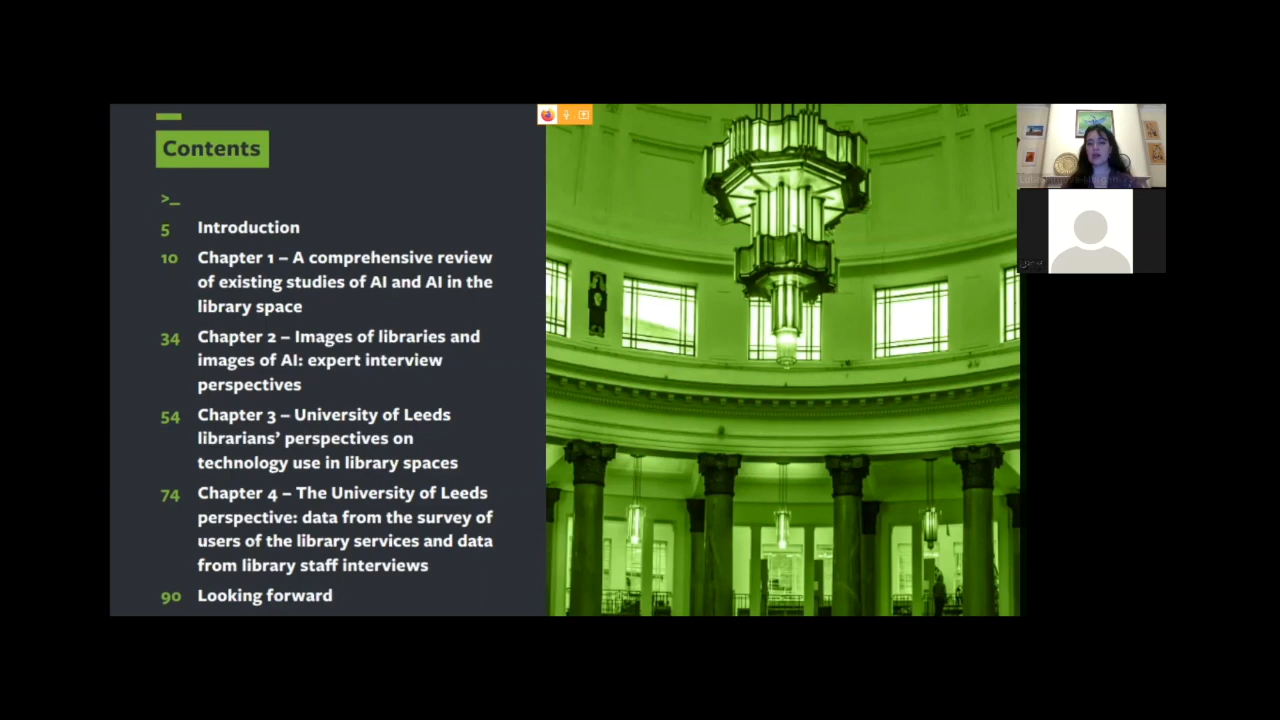 Contents
>_
5 Introduction
10 Chapter 1 – A comprehensive review
of existing studies of AI and AI in the
library space
34 Chapter 2 – Images of libraries and
images of AI: expert interview
perspectives
54 Chapter 3 – University of Leeds
librarians’ perspectives on
technology use in library spaces
74 Chapter 4 – The University of Leeds
perspective: data from the survey of
users of the library services and data
from library staff interviews
90 Looking forward